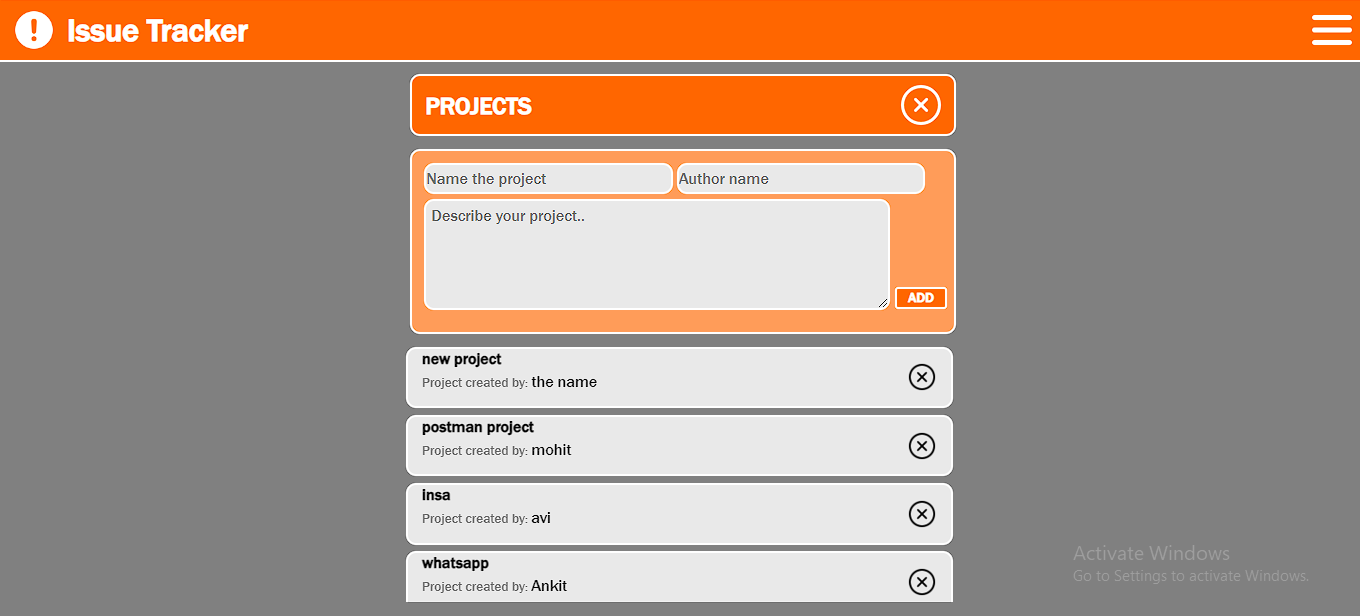 Issue Tracker
PROJECTS
Name the project Author name
Describe your project..
ADD
new project
Project created by: the name
postman project
Project created by: mohit
insa
Project created by: avi
whatsapp
Project created by: Ankit
Activate Windows
Go to Settings to activate Windows.